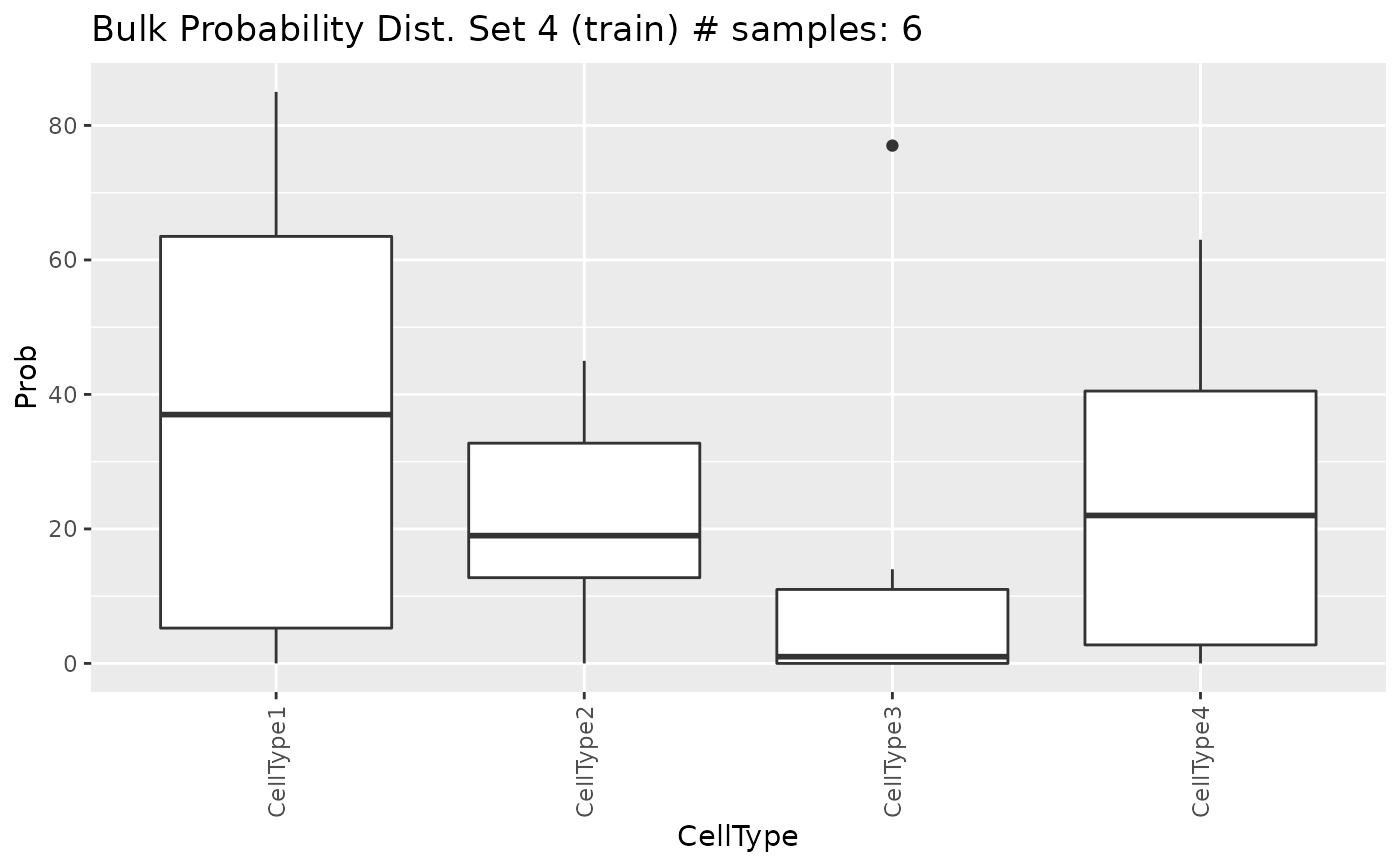 Bulk Probability Dist. Set 4 (train) # samples: 6
Prob
80
60
40
20
0
CellType1
CellType2
CellType3
CellType4
CellType